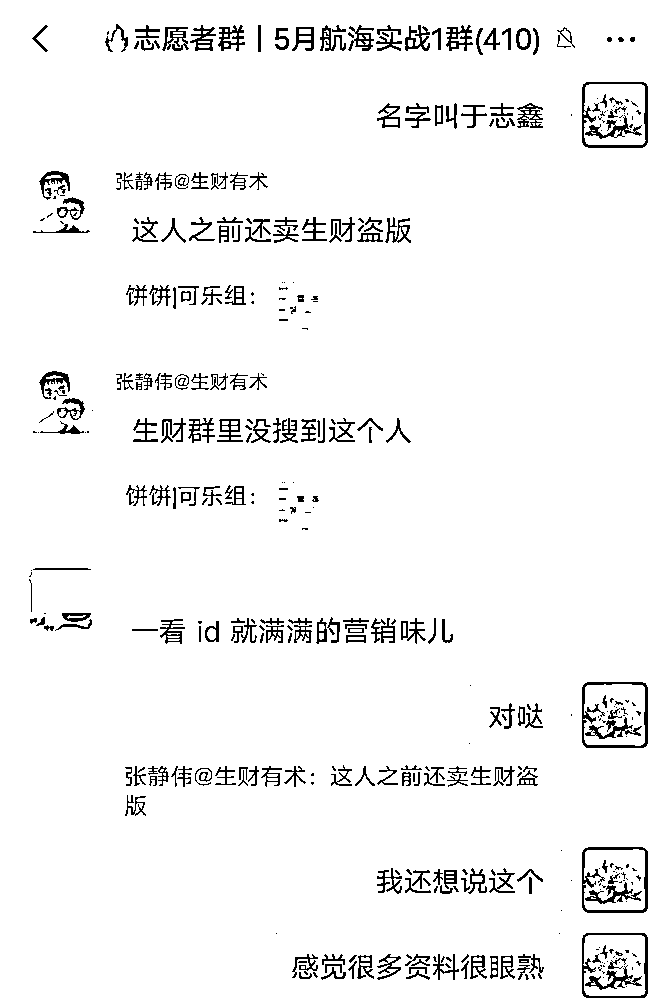 志愿者群丨5月航海实战1群(410)
名字叫于志鑫
张静伟@生财有术
这人之前还卖生财盗版
饼饼|可乐组：
张静伟@生财有术
生财群里没搜到这个人
饼饼|可乐组：
一看 id 就满满的营销味儿
对哒
张静伟@生财有术：这人之前还卖生财盗
版
我还想说这个
感觉很多资料很眼熟